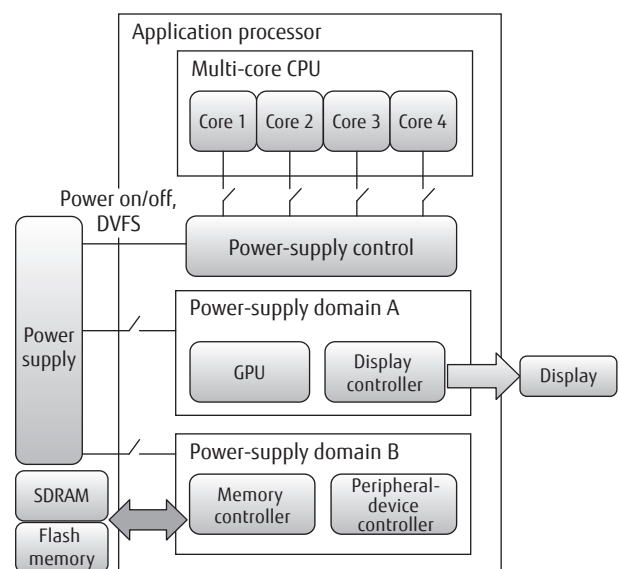 Application processor
Multi-core CPU
Core 1 Core 2 Core 3 Core 4
Power on/off,
DVFS
Power-supply control
Power-supply domain A
Power
supply
GPU
Display
controller
Display
Power-supply domain B
SDRAM
Memory
controller
Peripheral-
device
controller
Flash
memory